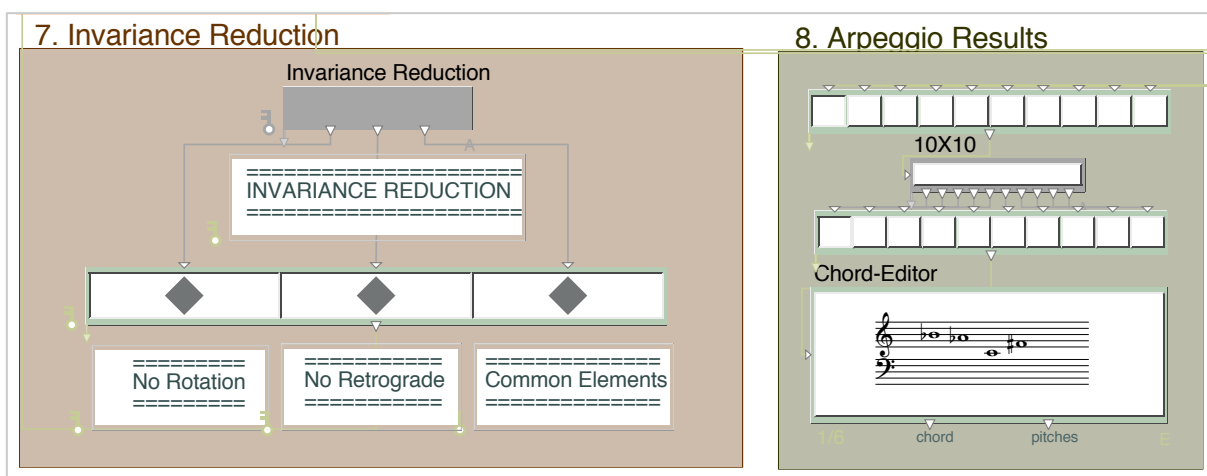 7. Invariance Reduction
Invariance Reduction
A
=======================
INVARIANCE REDUCTION
=======================
=========
No Rotation
=========
===========
No Retrograde
===========
==============
Common Elements
==============
8. Arpeggio Results
10X10
Chord-Editor
1/6
chord
pitches
E